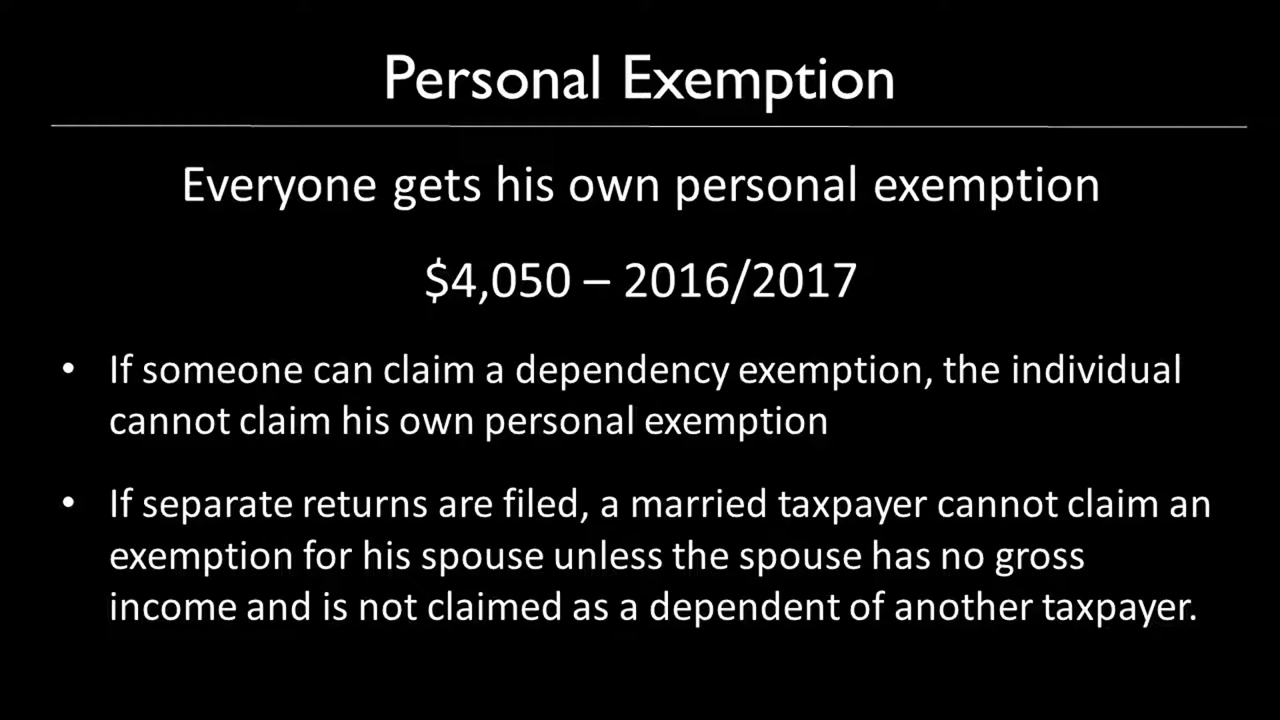 Personal Exemption
Everyone gets his own personal exemption
$4,050 – 2016/2017
• If someone can claim a dependency exemption, the individual
cannot claim his own personal exemption
• If separate returns are filed, a married taxpayer cannot claim an
exemption for his spouse unless the spouse has no gross
income and is not claimed as a dependent of another taxpayer.